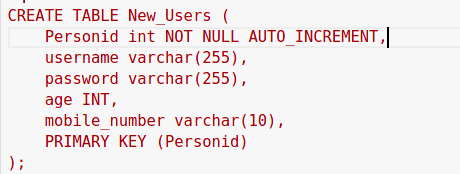 CREATE TABLE New_Users (
    Personid int NOT NULL AUTO_INCREMENT,
    username varchar(255),
    password varchar(255),
    age INT,
    mobile_number varchar(10),
    PRIMARY KEY (Personid)
);